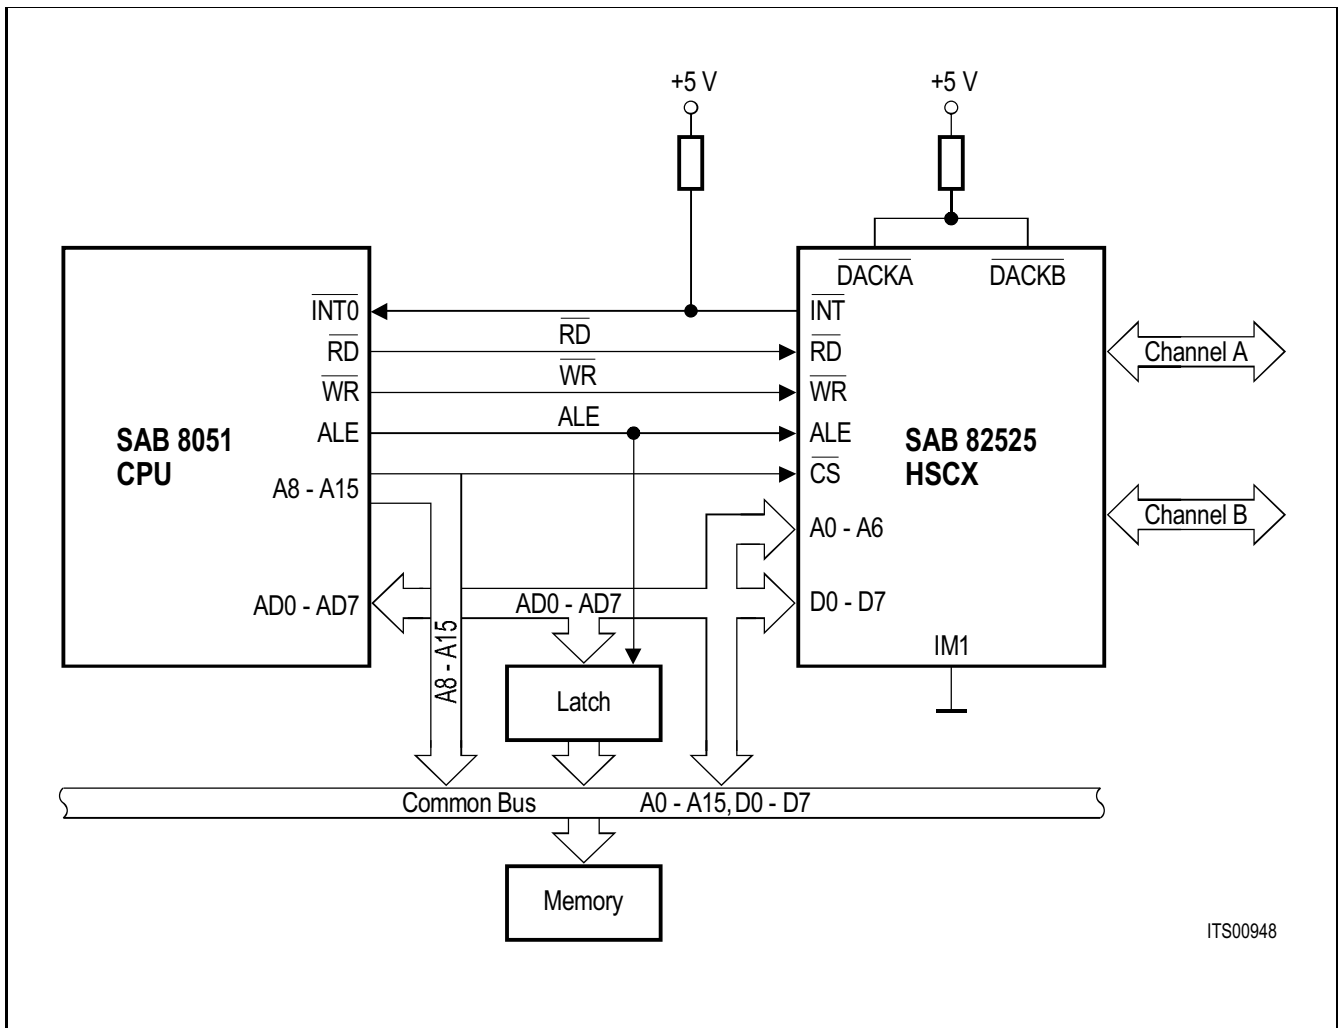 +5 V
+5 V
DACKA
DACKB
INT0
RD
WR
ALE
A8 - A15
AD0 - AD7
SAB 8051
CPU
RD
WR
ALE
INT
RD
WR
ALE
CS
A0 - A6
D0 - D7
IM1
SAB 82525
HSCX
Channel A
Channel B
AD0 - AD7
A8 - A15
Latch
Common Bus A0 - A15, D0 - D7
Memory
ITS00948